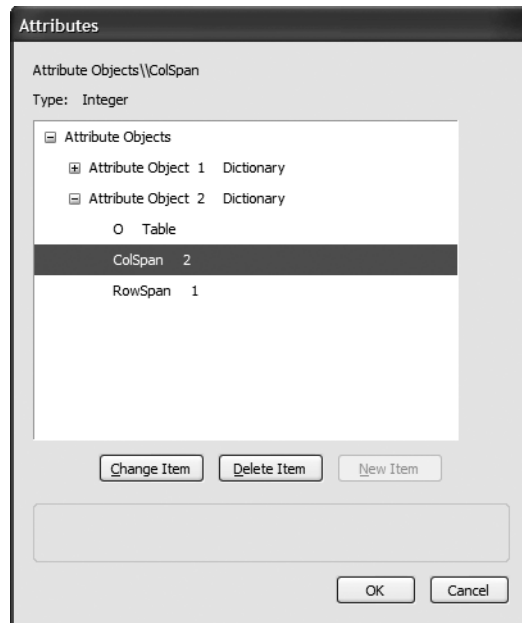 Attributes
Attribute Objects\\ColSpan
Type: Integer
Attribute Objects
Attribute Object 1 Dictionary
Attribute Object 2 Dictionary
O Table
ColSpan 2
RowSpan 1
Change Item Delete Item New Item
OK Cancel